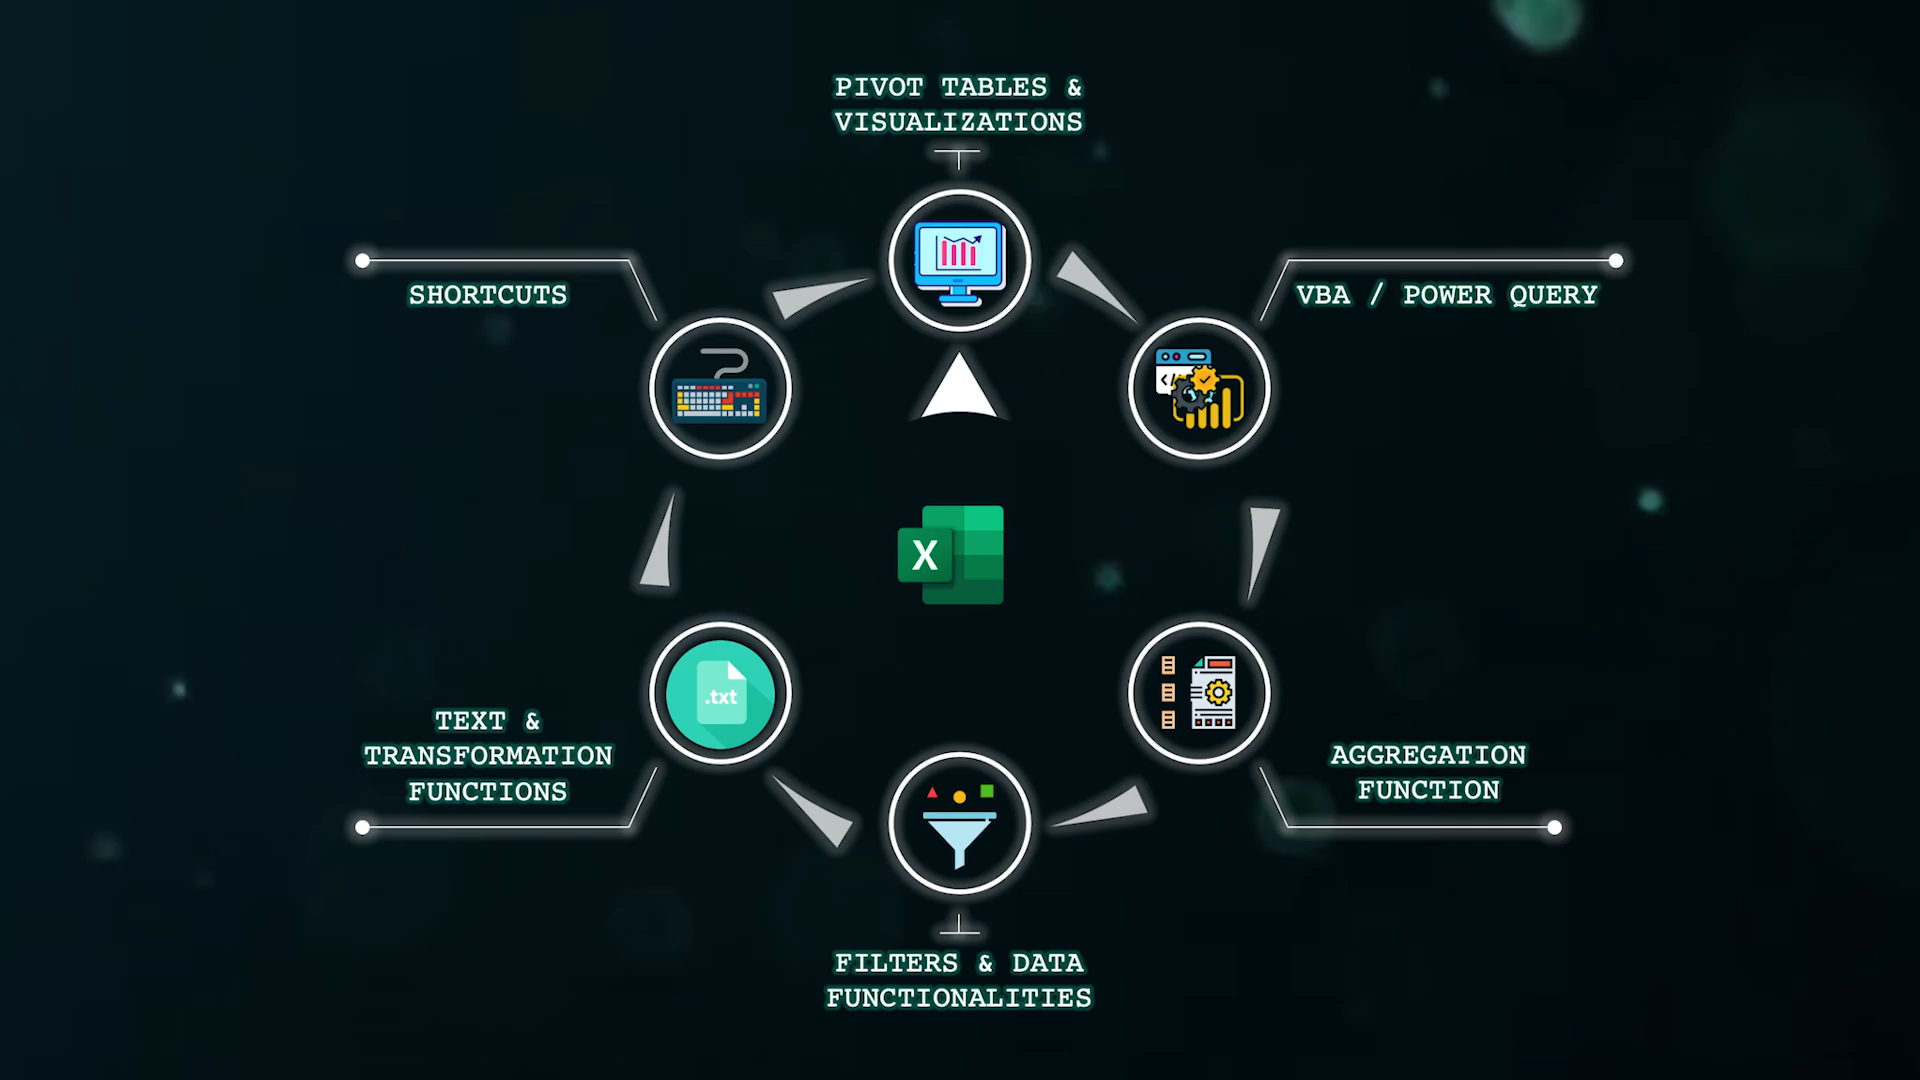 PIVOT TABLES &
VISUALIZATIONS
SHORTCUTS
VBA / POWER QUERY
</
X
.txt
TEXT &
TRANSFORMATION
FUNCTIONS
AGGREGATION
FUNCTION
FILTERS & DATA
FUNCTIONALITIES